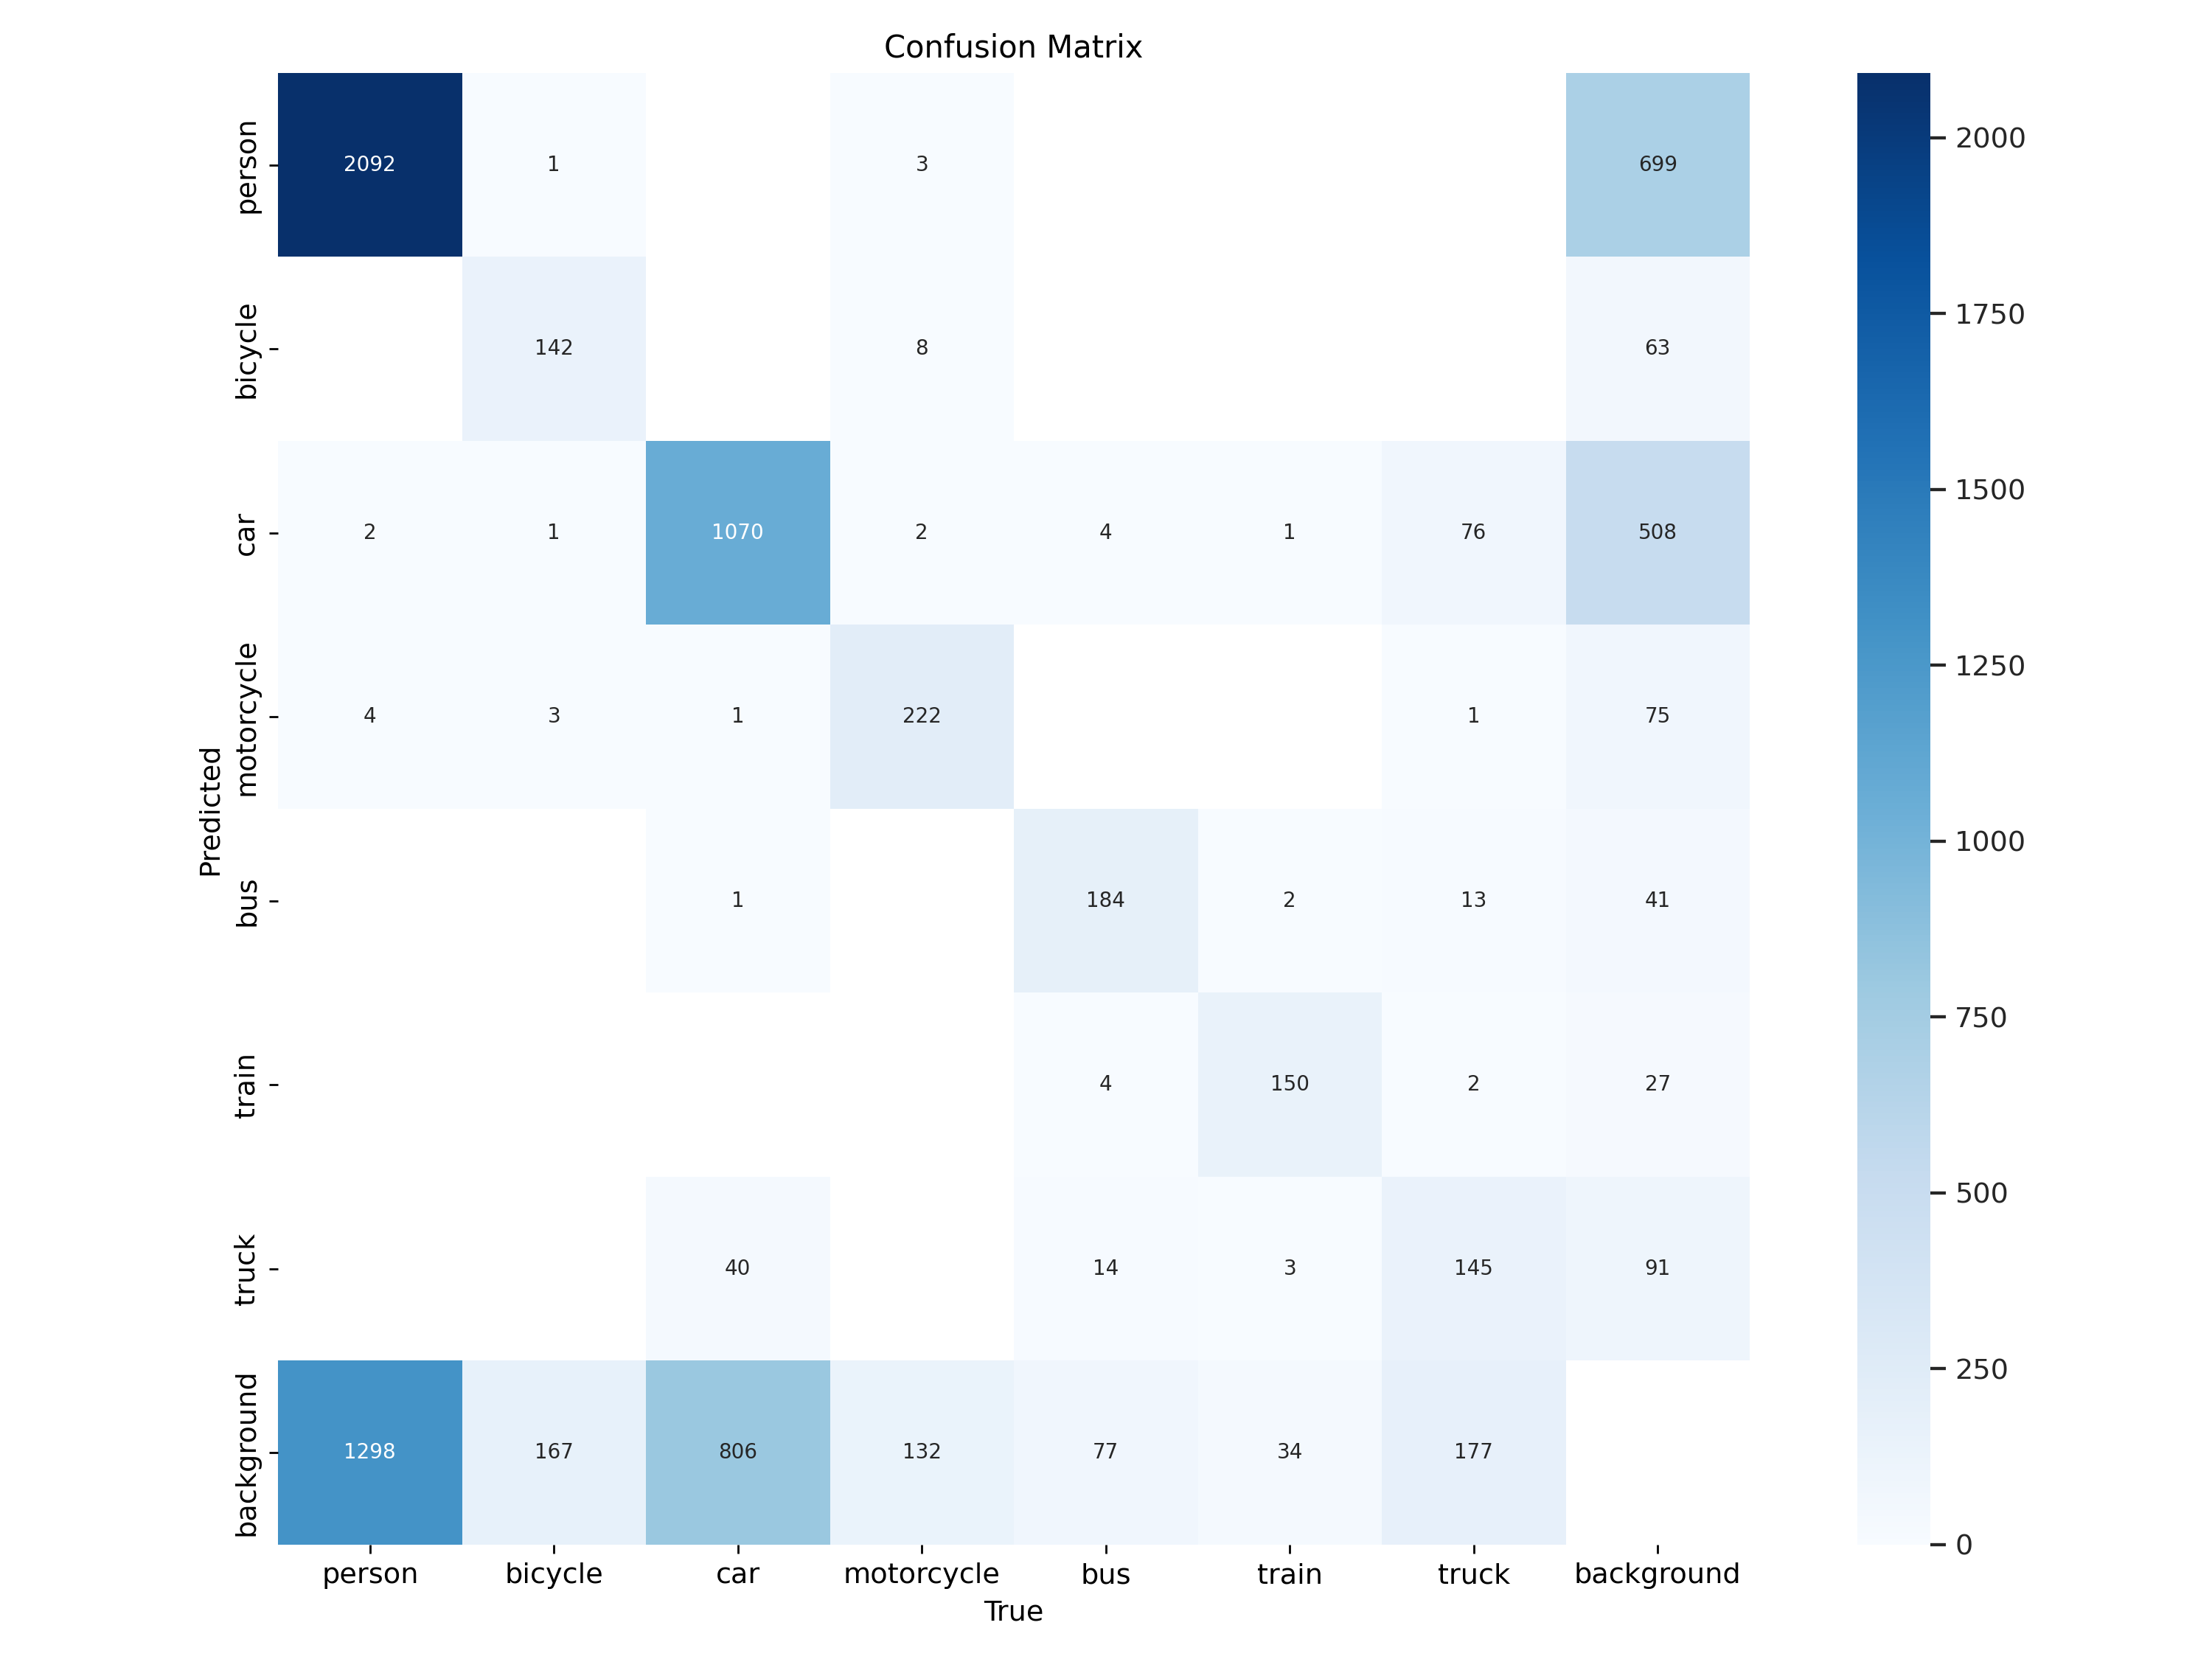 Confusion Matrix
person 2092 1 3 699
bicycle 142 8 63
car 2 1 1070 2 4 1 76 508
motorcycle 4 3 1 222 1 75
bus 1 184 2 13 41
train 4 150 2 27
truck 40 14 3 145 91
background 1298 167 806 132 77 34 177
Predicted
person bicycle car motorcycle bus train truck background
True
2000
1750
1500
1250
1000
750
500
250
0